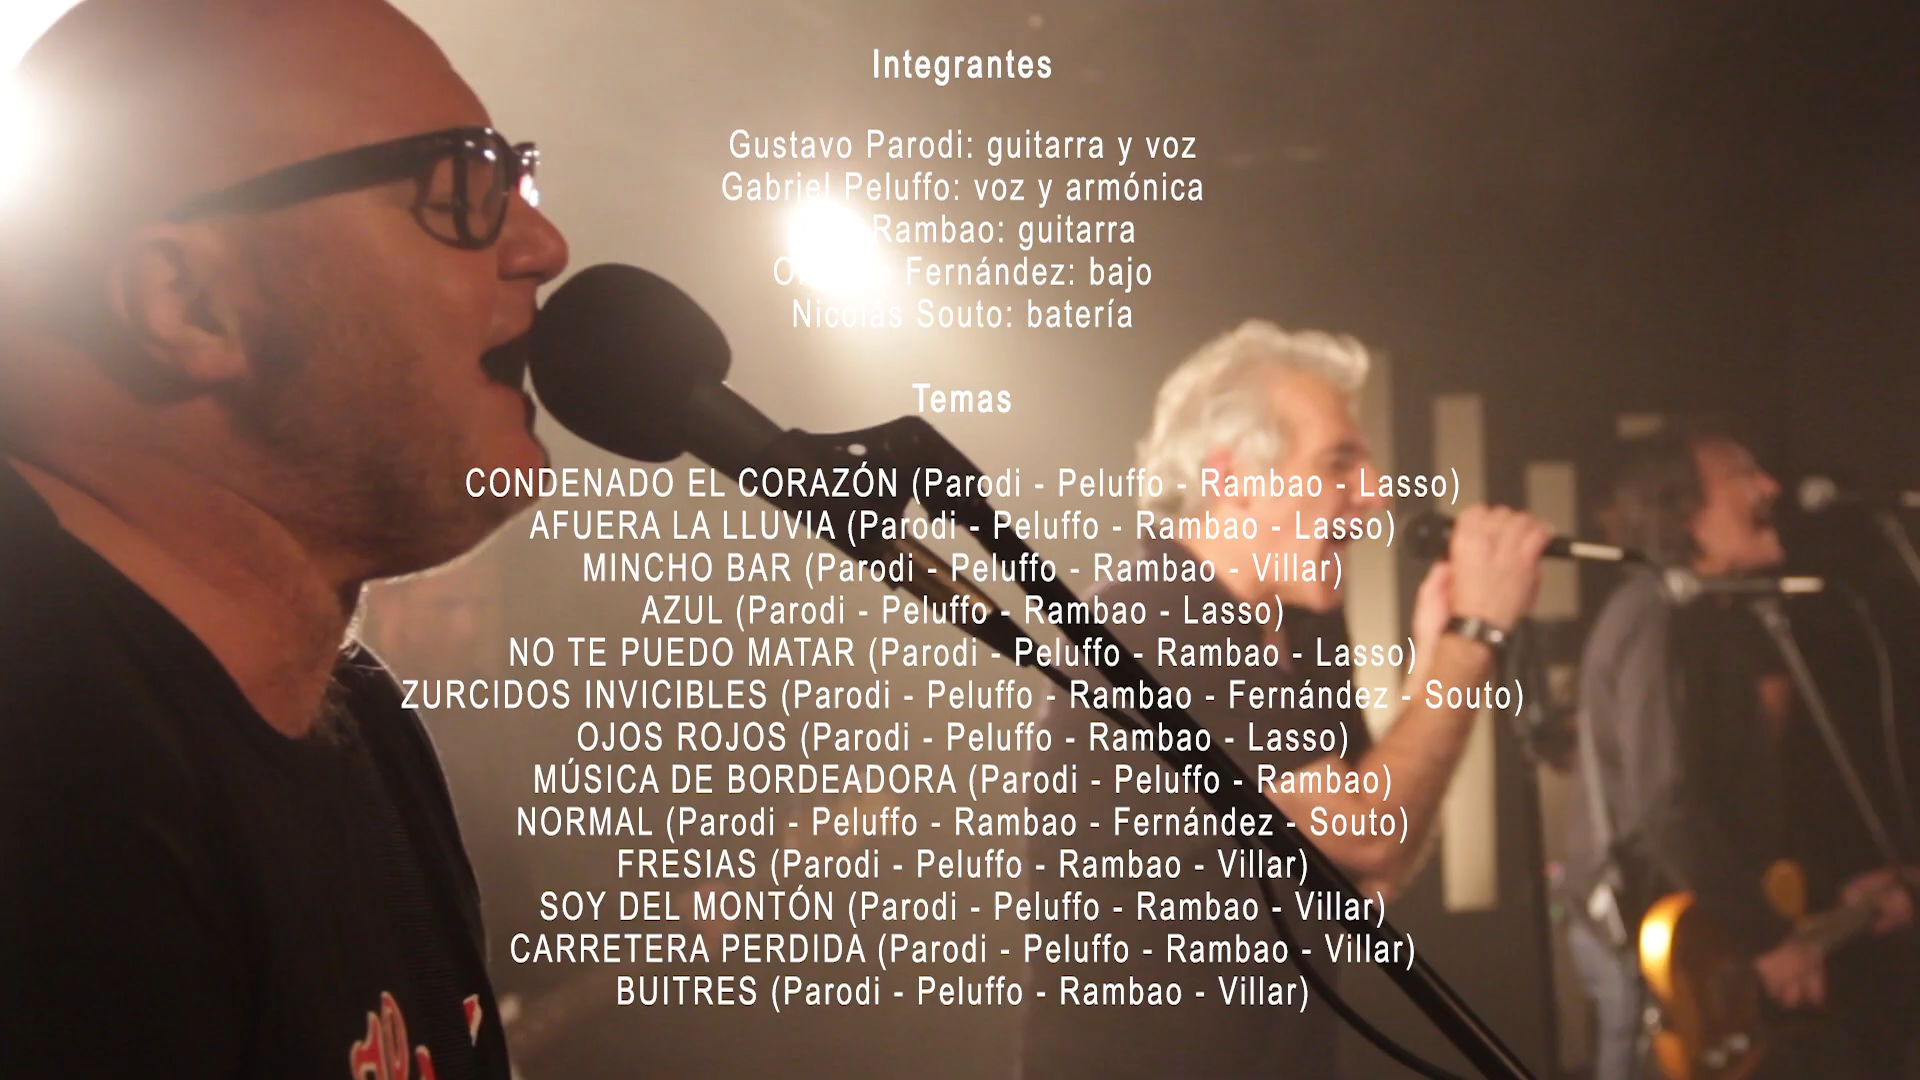 Integrantes
Gustavo Parodi: guitarra y voz
Gabriel Peluffo: voz y armónica
Rambao: guitarra
Fernández: bajo
Nicolás Souto: batería
Temas
CONDENADO EL CORAZÓN (Parodi - Peluffo - Rambao - Lasso)
AFUERA LA LLUVIA (Parodi - Peluffo - Rambao - Lasso)
MINCHO BAR (Parodi - Peluffo - Rambao - Villar)
AZUL (Parodi - Peluffo - Rambao - Lasso)
NO TE PUEDO MATAR (Parodi - Peluffo - Rambao - Lasso)
ZURCIDOS INVICIBLES (Parodi - Peluffo - Rambao - Fernández - Souto)
OJOS ROJOS (Parodi - Peluffo - Rambao - Lasso)
MÚSICA DE BORDEADORA (Parodi - Peluffo - Rambao)
NORMAL (Parodi - Peluffo - Rambao - Fernández - Souto)
FRESIAS (Parodi - Peluffo - Rambao - Villar)
SOY DEL MONTÓN (Parodi - Peluffo - Rambao - Villar)
CARRETERA PERDIDA (Parodi - Peluffo - Rambao - Villar)
BUITRES (Parodi - Peluffo - Rambao - Villar)